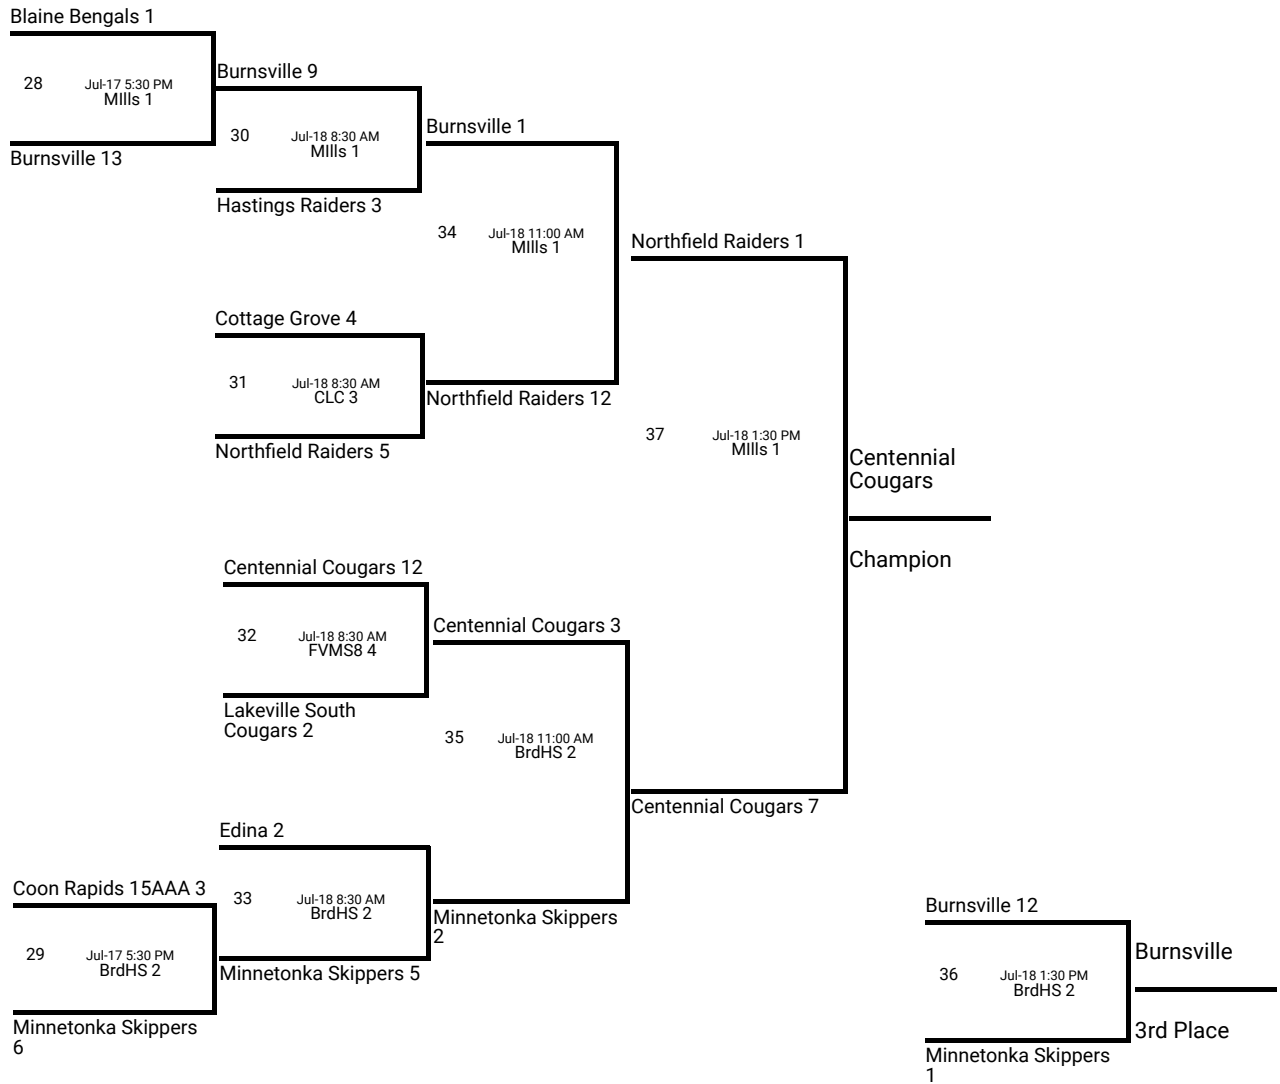 Blaine Bengals 1
28
Jul-17 5:30 PM
MIlls 1
Burnsville 13
Burnsville 9
30
Jul-18 8:30 AM
MIlls 1
Hastings Raiders 3
Burnsville 1
34
Jul-18 11:00 AM
MIlls 1
Northfield Raiders 12
Cottage Grove 4
31
Jul-18 8:30 AM
CLC 3
Northfield Raiders 5
Northfield Raiders 1
37
Jul-18 1:30 PM
MIlls 1
Centennial Cougars 7
Centennial
Cougars
Champion
Centennial Cougars 12
32
Jul-18 8:30 AM
FVMS8 4
Lakeville South
Cougars 2
Centennial Cougars 3
35
Jul-18 11:00 AM
BrdHS 2
Minnetonka Skippers
2
Edina 2
33
Jul-18 8:30 AM
BrdHS 2
Minnetonka Skippers 5
Coon Rapids 15AAA 3
29
Jul-17 5:30 PM
BrdHS 2
Minnetonka Skippers
6
Burnsville 12
36
Jul-18 1:30 PM
BrdHS 2
Minnetonka Skippers
1
Burnsville
3rd Place